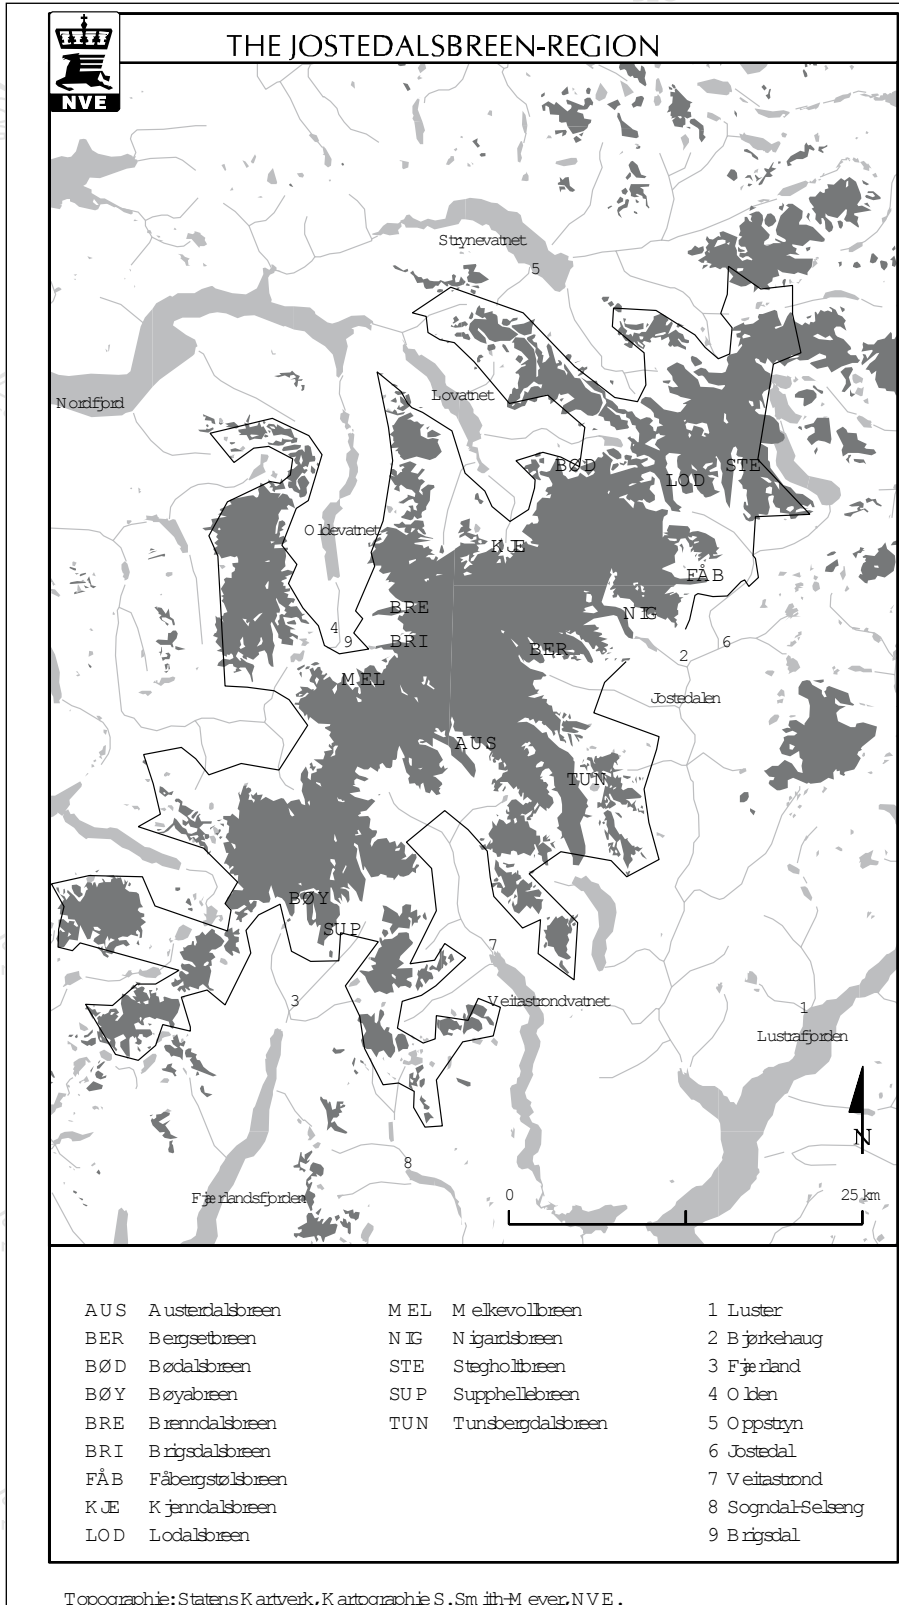 THE JOSTEDALSBREEN-REGION
NVE
Strynevatnet
5
Nordfjord
Lovatnet
BØD
STE
LOD
Oldevatnet
KJE
FÅB
BRE
NIG
4
9
BRI
BER
2
6
MEL
Jostedalen
AUS
TUN
BØY
SUP
7
3
Veitastrondvatnet
1
Lustrafjorden
N
8
Fjærlandsfjorden
0
25 km
AUS Austerdalsbreen
BER Bergsetbreen
BØD Bødalsbreen
BØY Bøyabreen
BRE Brenndalsbreen
BRI Brigsdalsbreen
FÅB Fåbergstølsbreen
KJE Kjenndalsbreen
LOD Lodalsbreen
MEL Melkevollbreen
NIG Nigardsbreen
STE Stegholtbreen
SUP Supphellebreen
TUN Tunsbergdalsbreen
1 Luster
2 Bjørkehaug
3 Fjærland
4 Olden
5 Oppstryn
6 Jostedal
7 Veitastrond
8 Sogndal-Selseng
9 Brigsdal
Topographie: Statens Kartverk, Kartographie S. Smith-Meyer, NVE.